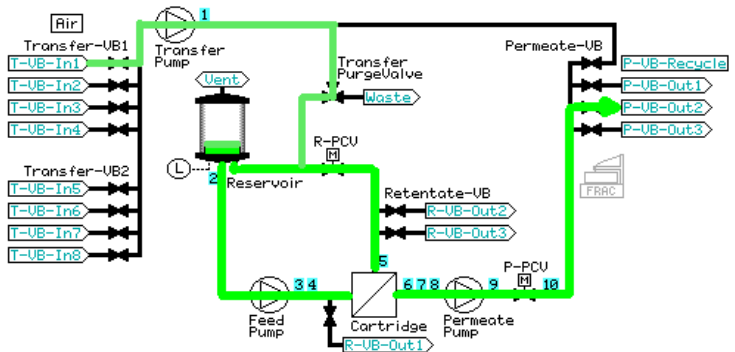 Air
1
Transfer-VB1
T-VB-In1
T-VB-In2
T-VB-In3
T-VB-In4
Transfer-VB2
T-VB-In5
T-VB-In6
T-VB-In7
T-VB-In8
Transfer
Pump
Vent
Transfer
PurgeValve
Waste
R-PCV
M
L
2
Reservoir
Permeate-VB
P-VB-Recycle
P-VB-Out1
P-VB-Out2
P-VB-Out3
FRAC
Retentate-VB
R-VB-Out2
R-VB-Out3
5
3 4
Feed
Pump
Cartridge
R-VB-Out1
6 7 8
9
Permeate
Pump
P-PCV
M
10